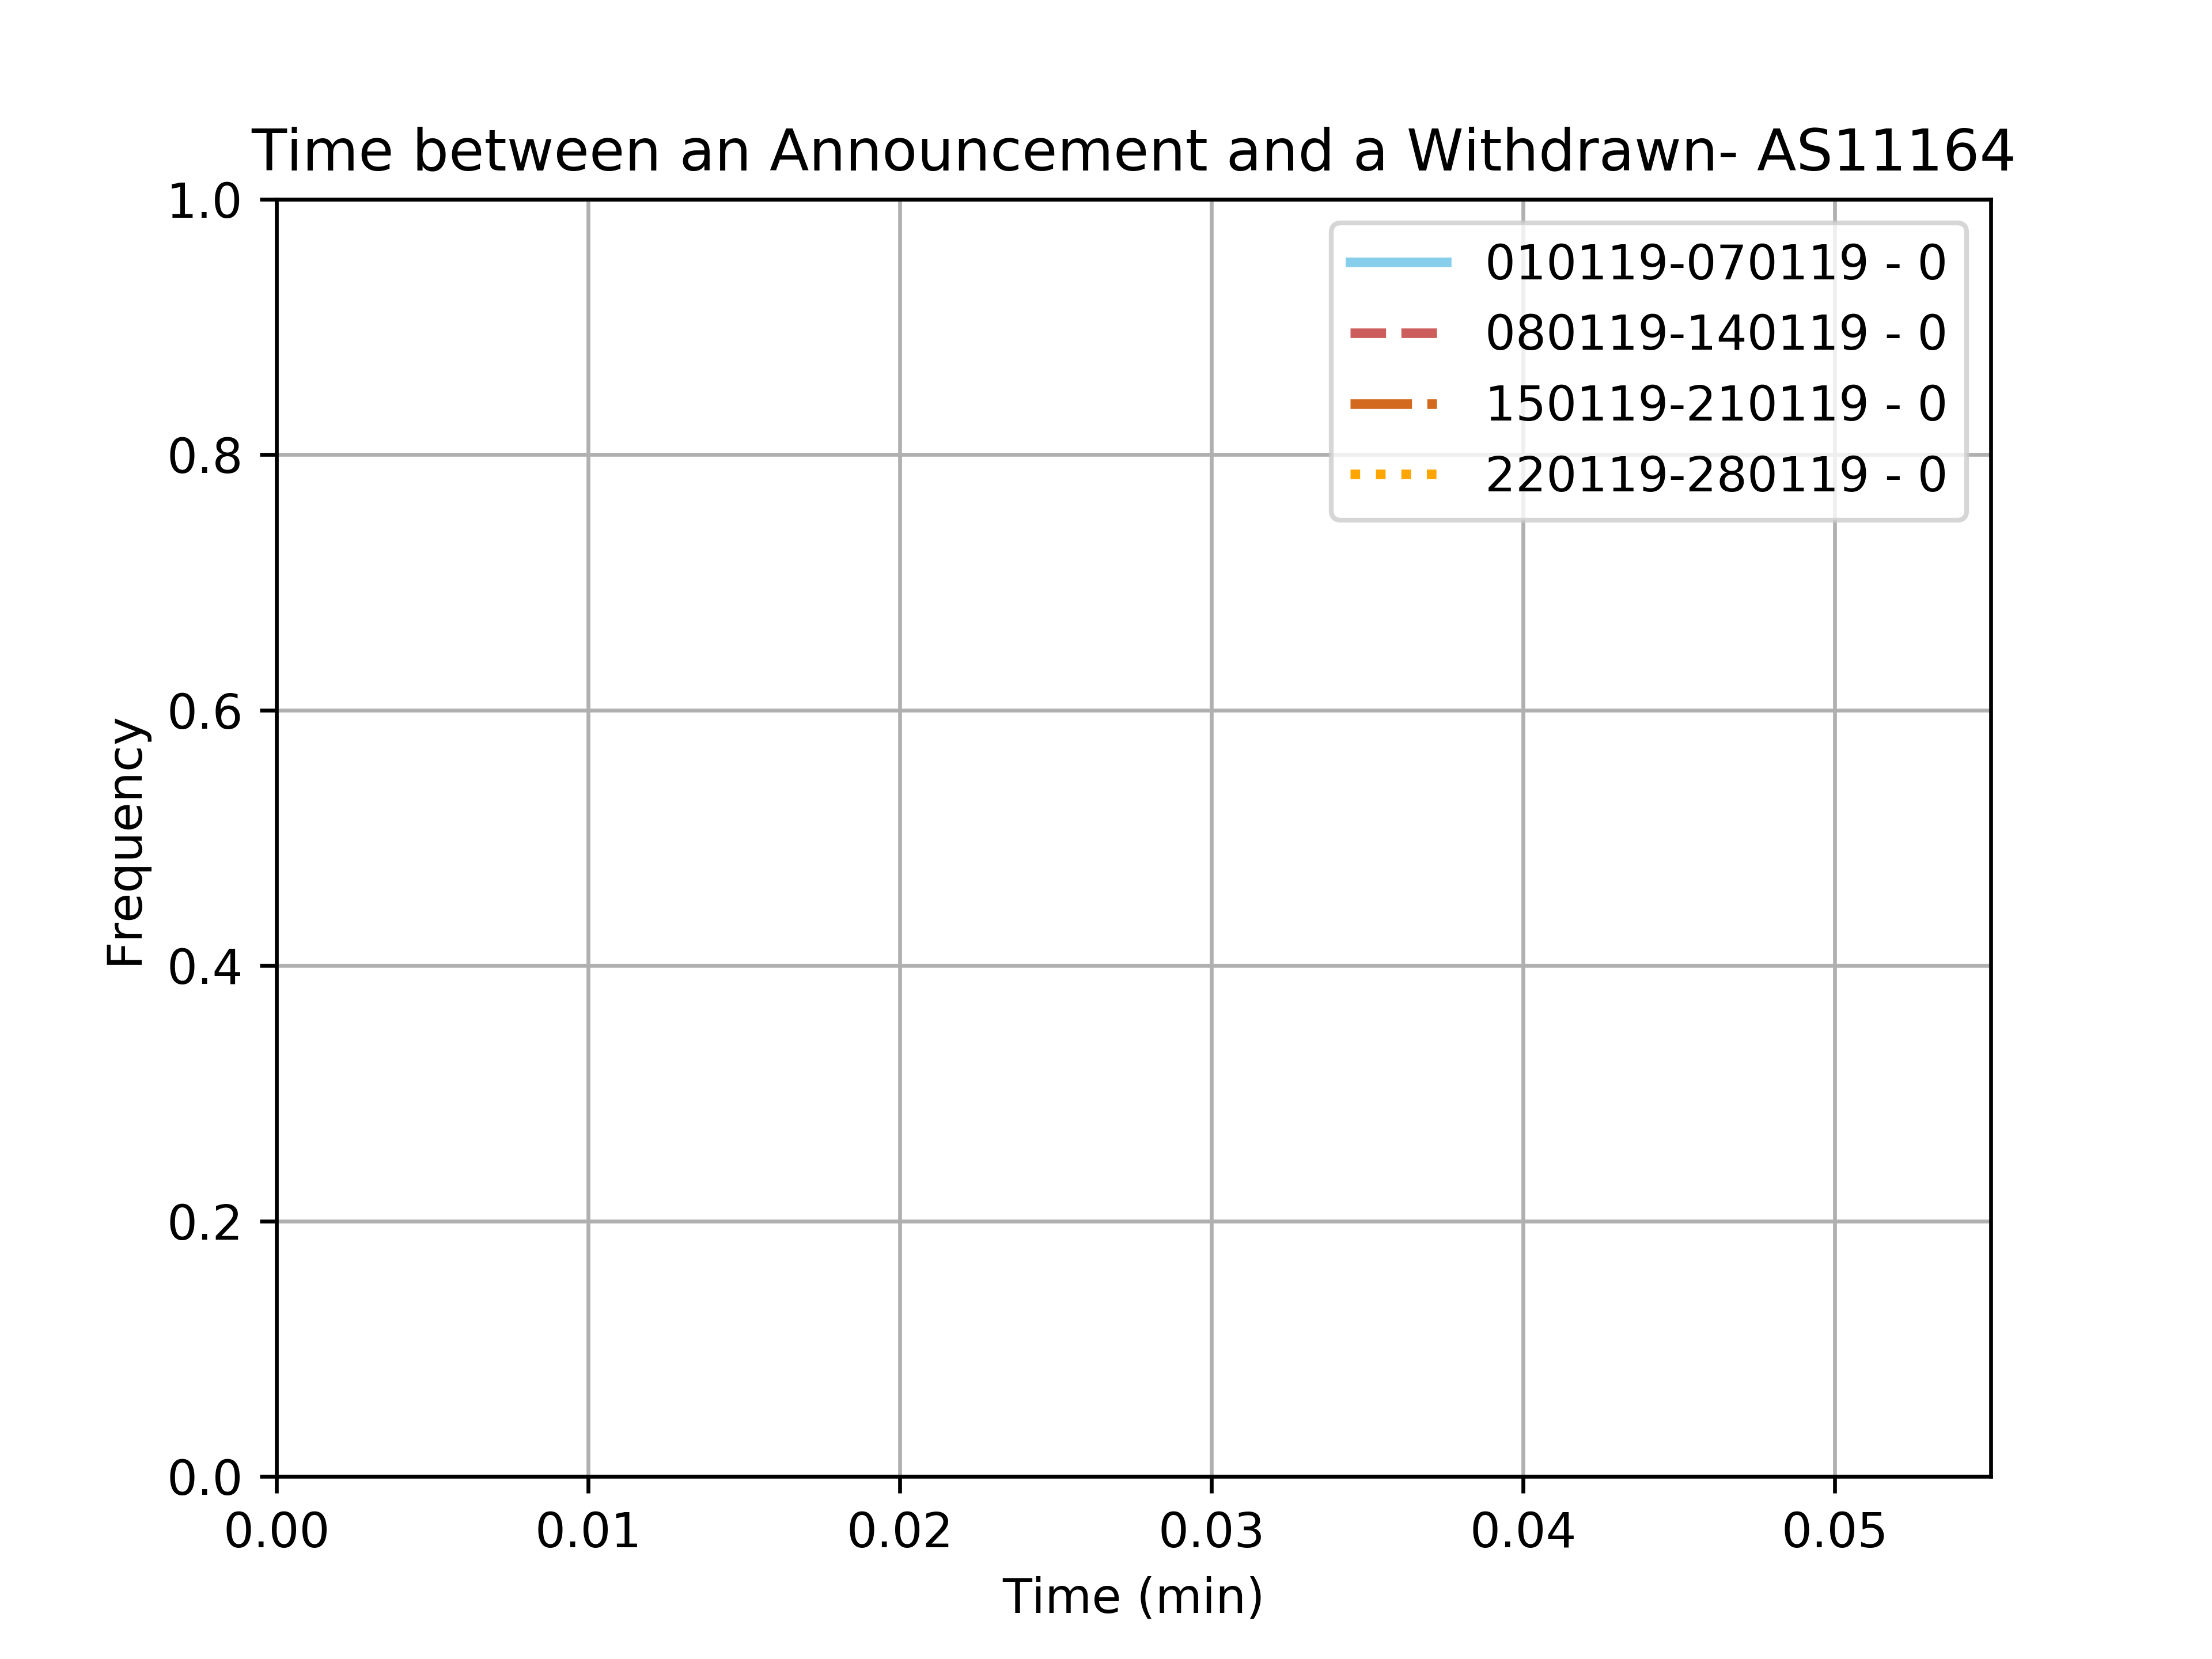 Time between an Announcement and a Withdrawn- AS11164
1.0
0.8
0.6
0.4
0.2
0.0
Frequency
010119-070119 - 0
080119-140119 - 0
150119-210119 - 0
220119-280119 - 0
0.00 0.01 0.02 0.03 0.04 0.05
Time (min)